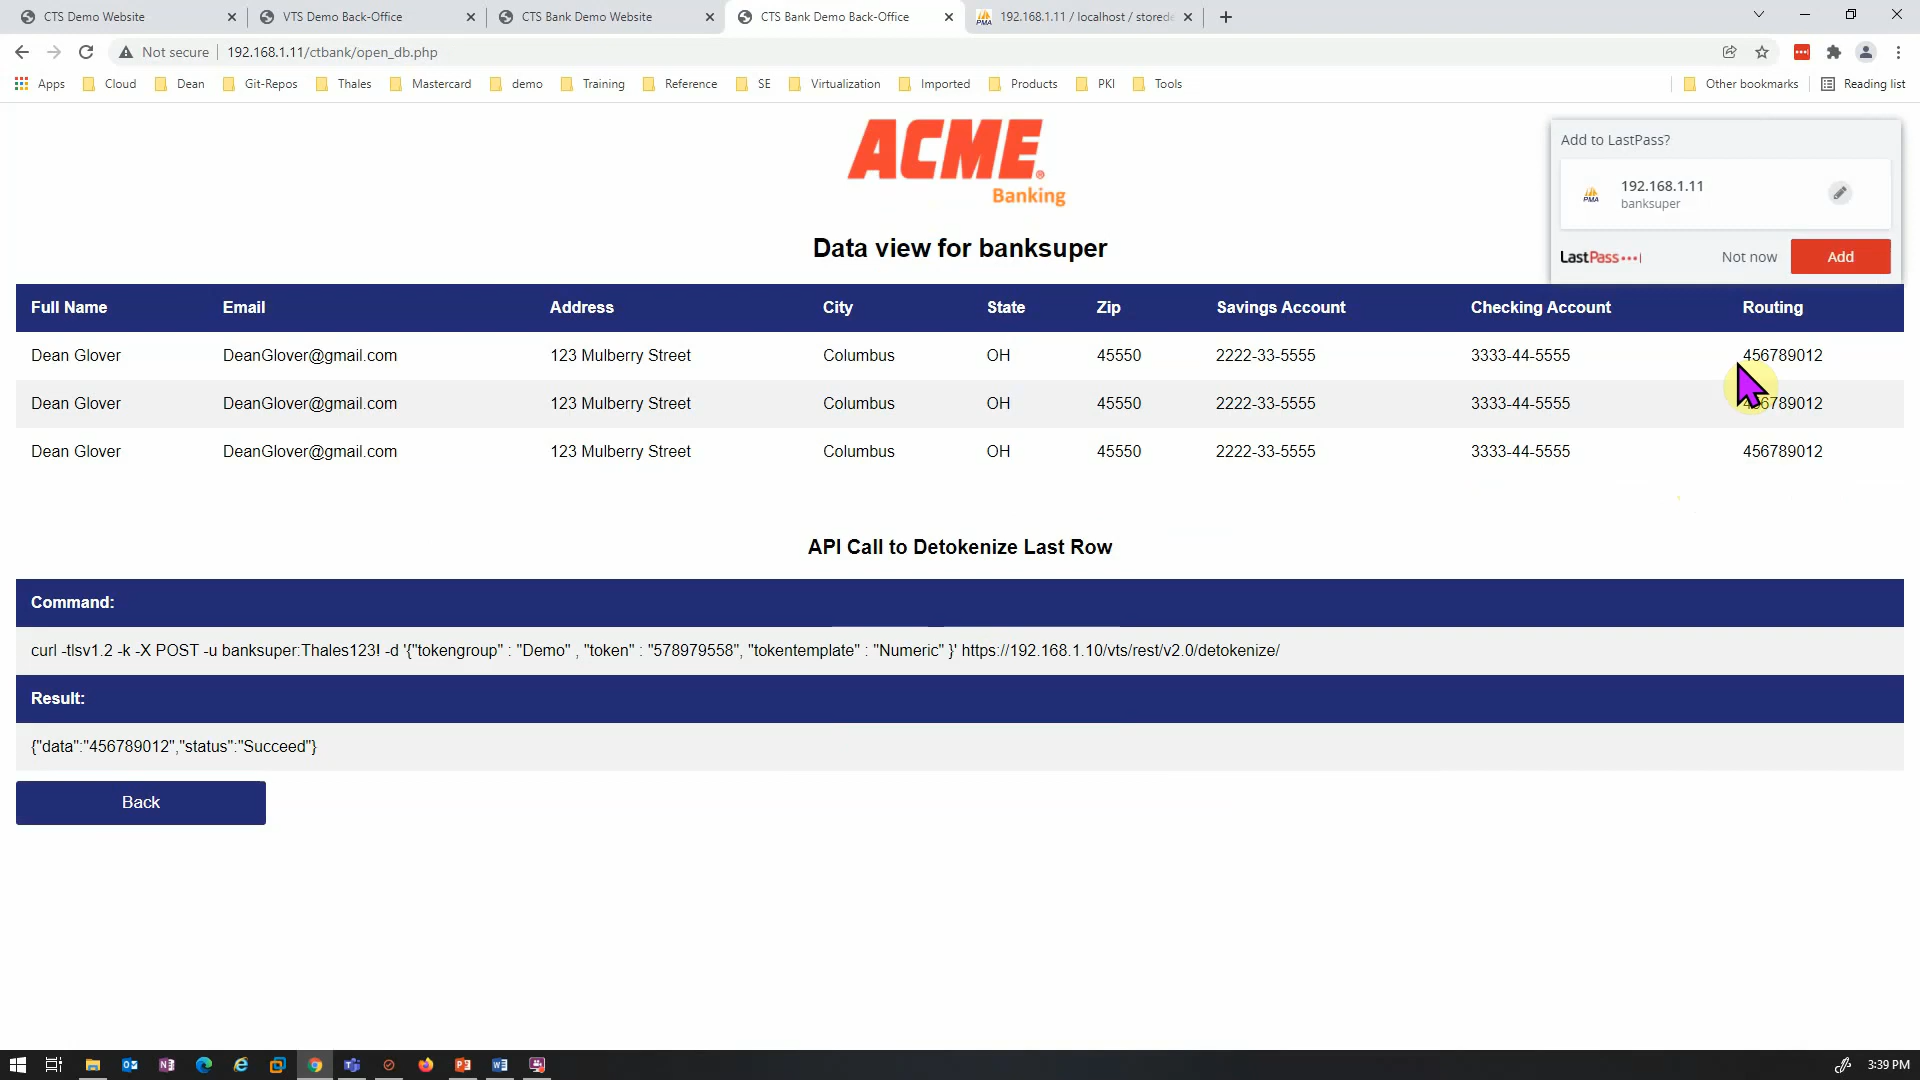 CTS Demo Website
VTS Demo Back-Office
CTS Bank Demo Website
CTS Bank Demo Back-Office
192.168.1.11 / localhost / storede
Not secure 192.168.1.11/ctbank/open_db.php
Apps Cloud Dean Git-Repos Thales Mastercard demo Training Reference SE Virtualization Imported Products PKI Tools Other bookmarks Reading list
ACME®
Banking
Add to LastPass?
192.168.1.11
banksuper
LastPass Not now Add
Data view for banksuper
Full Name Email Address City State Zip Savings Account Checking Account Routing
Dean Glover DeanGlover@gmail.com 123 Mulberry Street Columbus OH 45550 2222-33-5555 3333-44-5555 456789012
Dean Glover DeanGlover@gmail.com 123 Mulberry Street Columbus OH 45550 2222-33-5555 3333-44-5555 456789012
Dean Glover DeanGlover@gmail.com 123 Mulberry Street Columbus OH 45550 2222-33-5555 3333-44-5555 456789012
API Call to Detokenize Last Row
Command:
curl -tlsv1.2 -k -X POST -u banksuper:Thales123! -d '{"tokengroup" : "Demo" , "token" : "578979558", "tokentemplate" : "Numeric" }' https://192.168.1.10/vts/rest/v2.0/detokenize/
Result:
{"data":"456789012","status":"Succeed"}
Back
3:39 PM